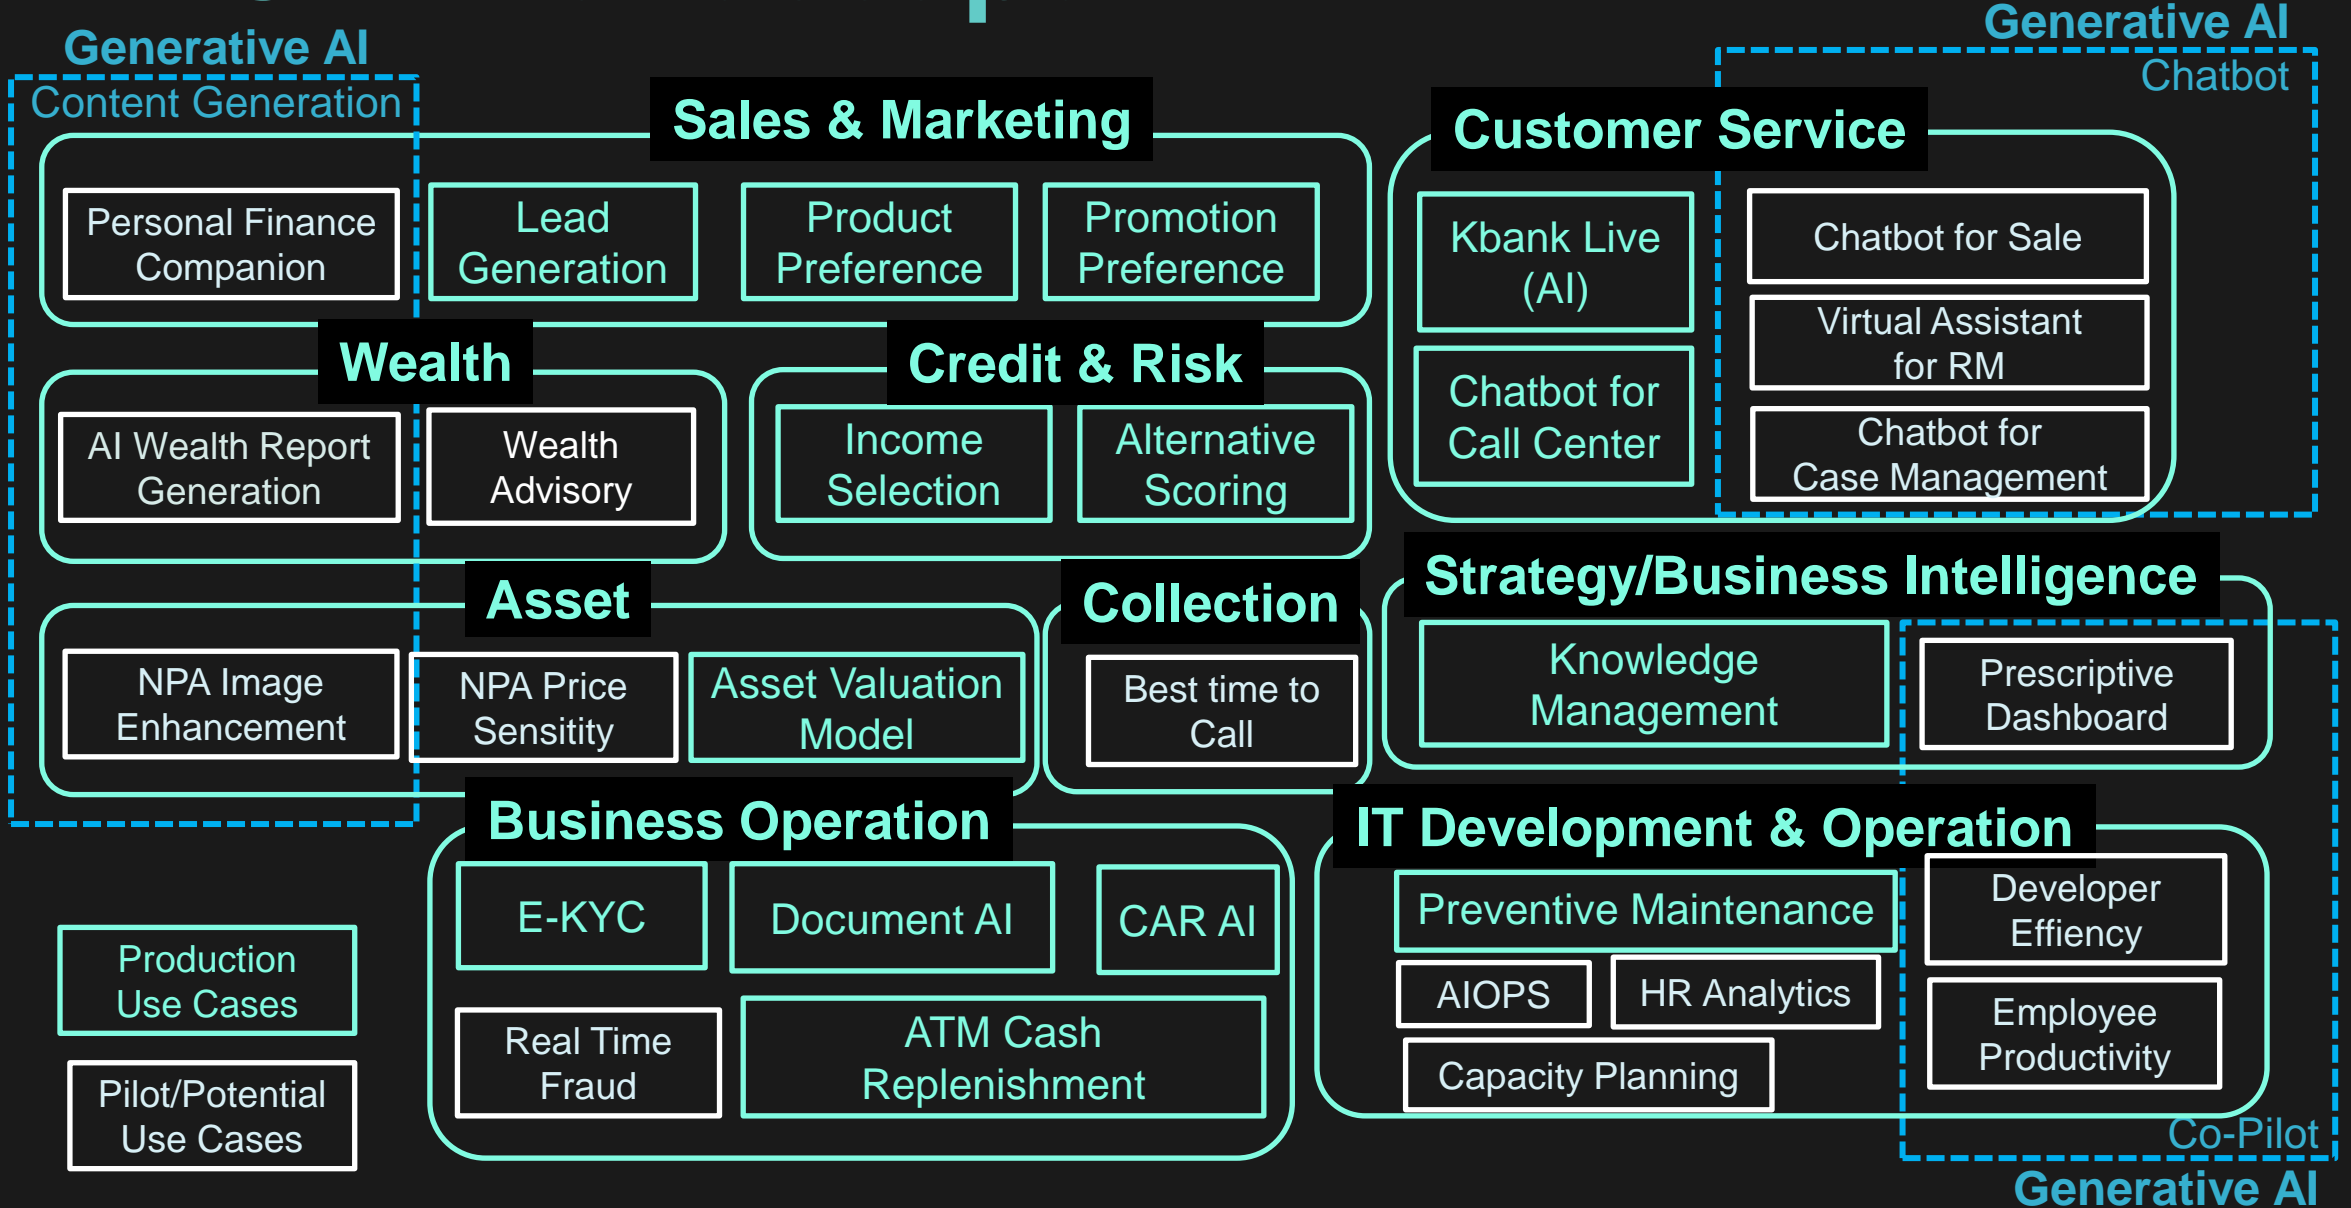 Generative AI
Content Generation
Generative AI
Chatbot
Sales & Marketing
Personal Finance
Companion
Lead
Generation
Product
Preference
Promotion
Preference
Customer Service
Kbank Live
(AI)
Chatbot for
Call Center
Chatbot for Sale
Virtual Assistant
for RM
Chatbot for
Case Management
Wealth
AI Wealth Report
Generation
Wealth
Advisory
Credit & Risk
Income
Selection
Alternative
Scoring
Asset
NPA Image
Enhancement
NPA Price
Sensitity
Asset Valuation
Model
Collection
Best time to
Call
Strategy/Business Intelligence
Knowledge
Management
Prescriptive
Dashboard
Business Operation
E-KYC
Document AI
CAR AI
Real Time
Fraud
ATM Cash
Replenishment
IT Development & Operation
Preventive Maintenance
AIOPS
HR Analytics
Capacity Planning
Developer
Effiency
Employee
Productivity
Co-Pilot
Generative AI
Production
Use Cases
Pilot/Potential
Use Cases